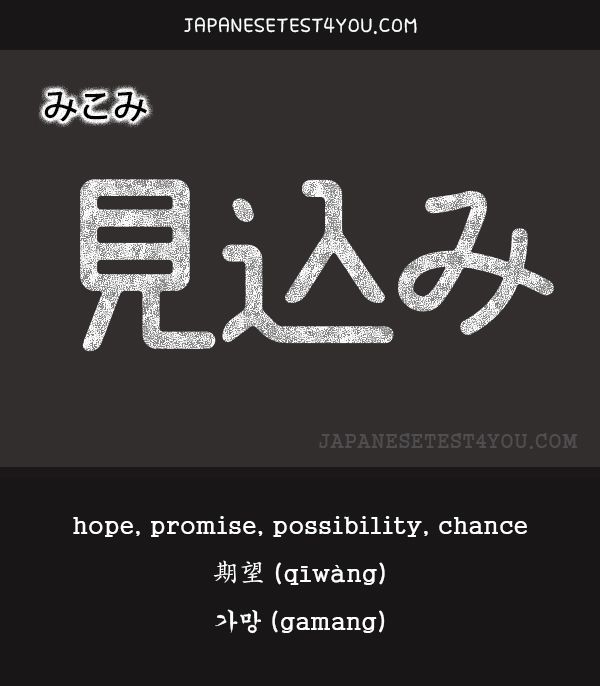 JAPANESETEST4YOU.COM
みこみ
見込み
JAPANESETEST4YOU.COM
hope, promise, possibility, chance
期望 (qīwàng)
가망 (gamang)